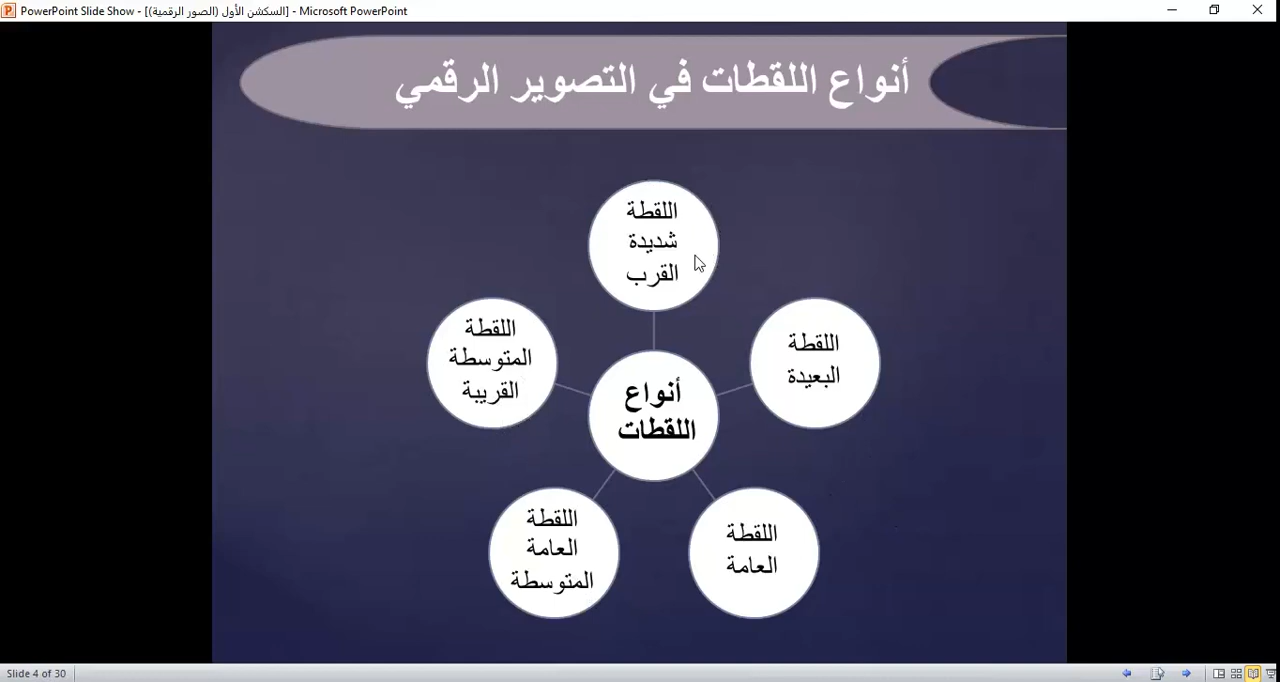 PowerPoint Slide Show - [السكشن الأول (الصور الرقمية)] - Microsoft PowerPoint
أنواع اللقطات في التصوير الرقمي
اللقطة
شديدة
القرب
اللقطة
البعيدة
اللقطة
العامة
اللقطة
العامة
المتوسطة
اللقطة
المتوسطة
القريبة
أنواع
اللقطات
Slide 4 of 30